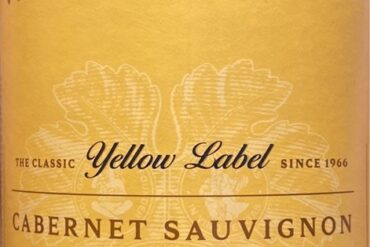 THE CLASSIC Yellow Label SINCE 1966
CABERNET SAUVIGNON